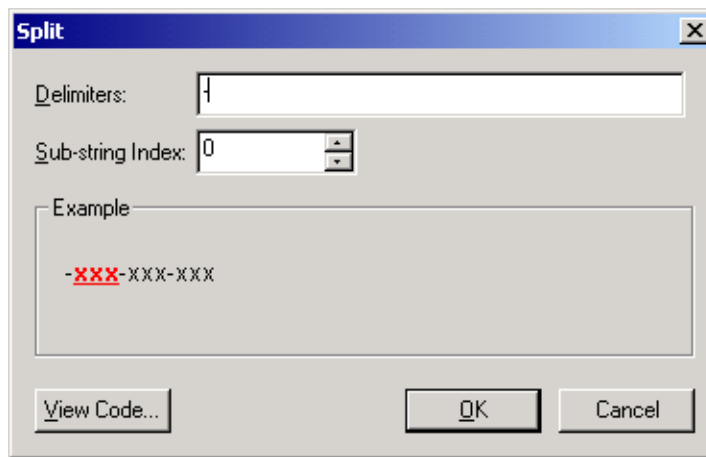 Split
Delimiters: -
Sub-string Index: 0
Example
-xxx-xxx-xxx
View Code... OK Cancel